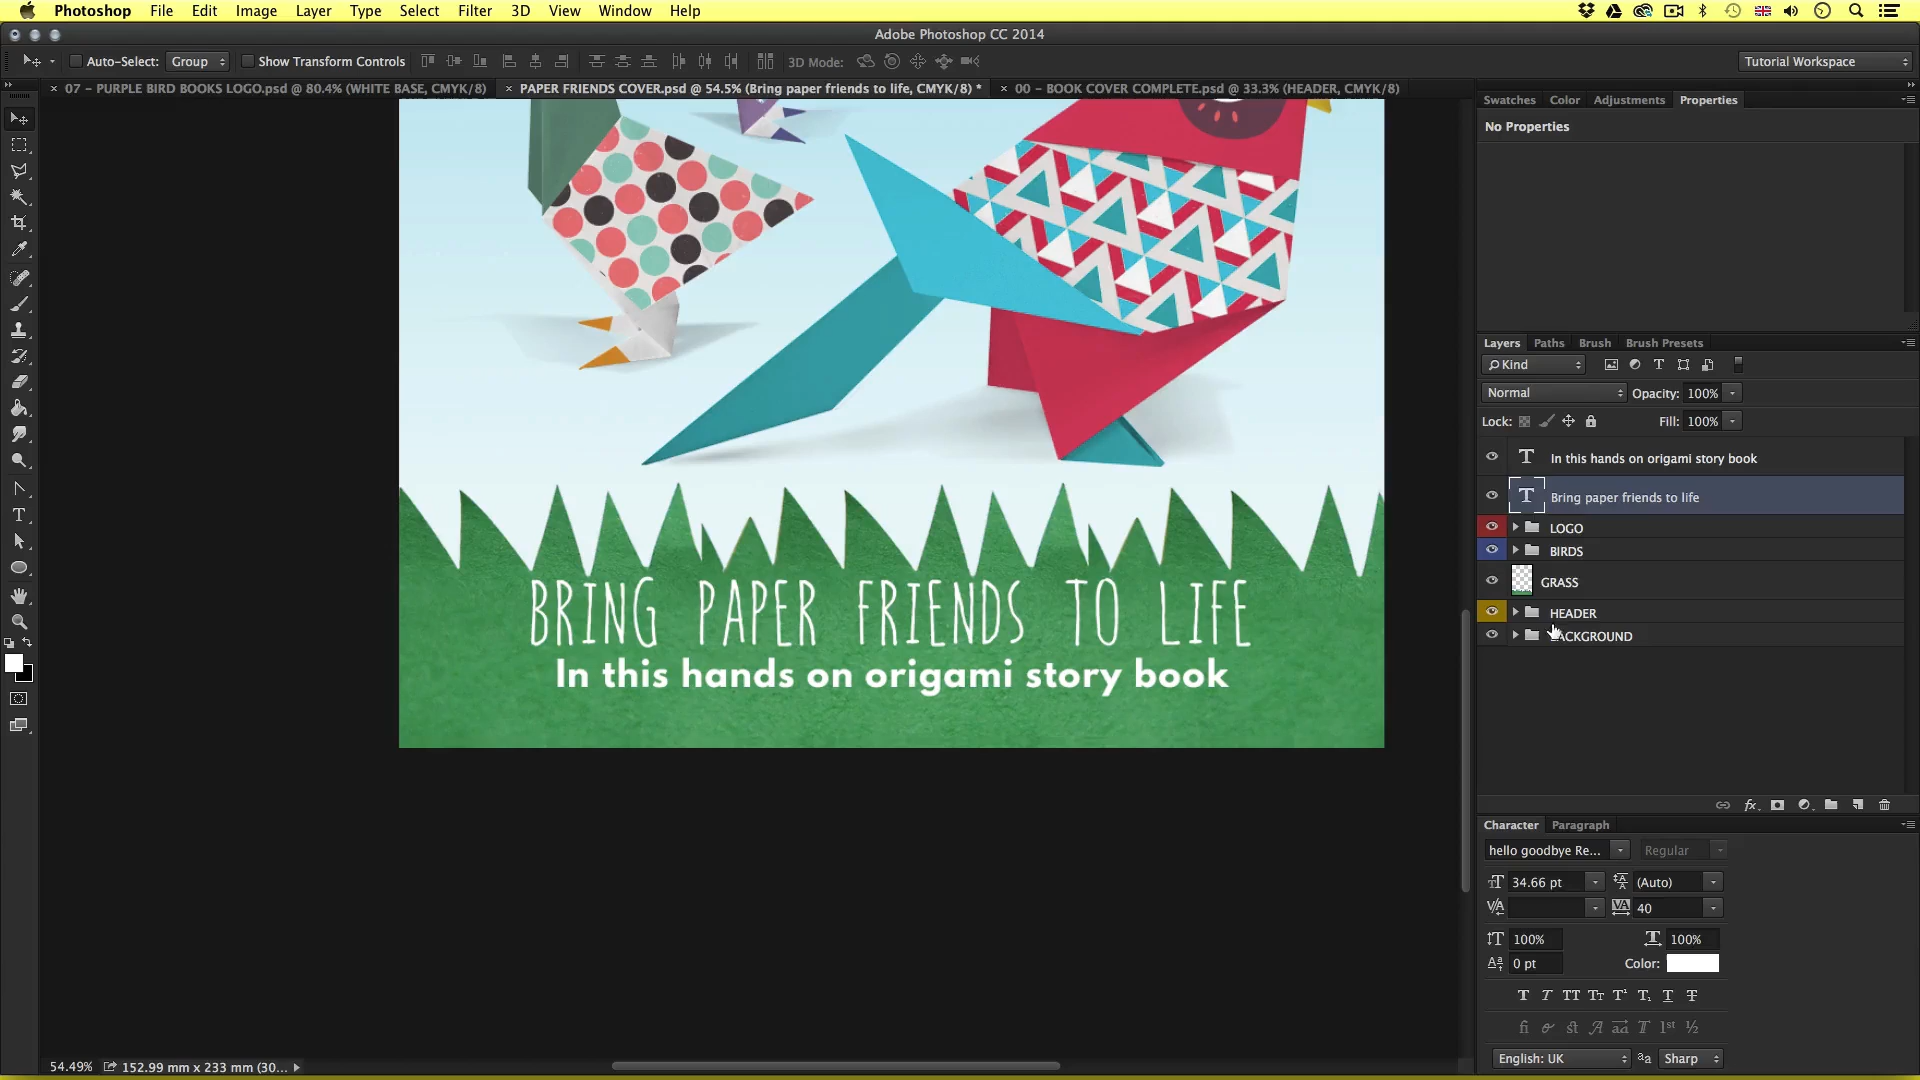 Photoshop File Edit Image Layer Type Select Filter 3D View Window Help
Adobe Photoshop CC 2014
Auto-Select: Group Show Transform Controls 3D Mode: Tutorial Workspace
07 – PURPLE BIRD BOOKS LOGO.psd @ 80.4% (WHITE BASE, CMYK/8) PAPER FRIENDS COVER.psd @ 54.5% (Bring paper friends to life, CMYK/8) * 00 – BOOK COVER COMPLETE.psd @ 33.3% (HEADER, CMYK/8)
Swatches Color Adjustments Properties
No Properties
Layers Paths Brush Brush Presets
Kind
Normal Opacity: 100%
Lock: Fill: 100%
In this hands on origami story book
Bring paper friends to life
LOGO
BIRDS
GRASS
HEADER
BACKGROUND
BRING PAPER FRIENDS TO LIFE
In this hands on origami story book
Character Paragraph
hello goodbye Re... Regular
34.66 pt (Auto)
40
100% 100%
0 pt Color:
English: UK Sharp
54.49% 152.99 mm x 233 mm (30...